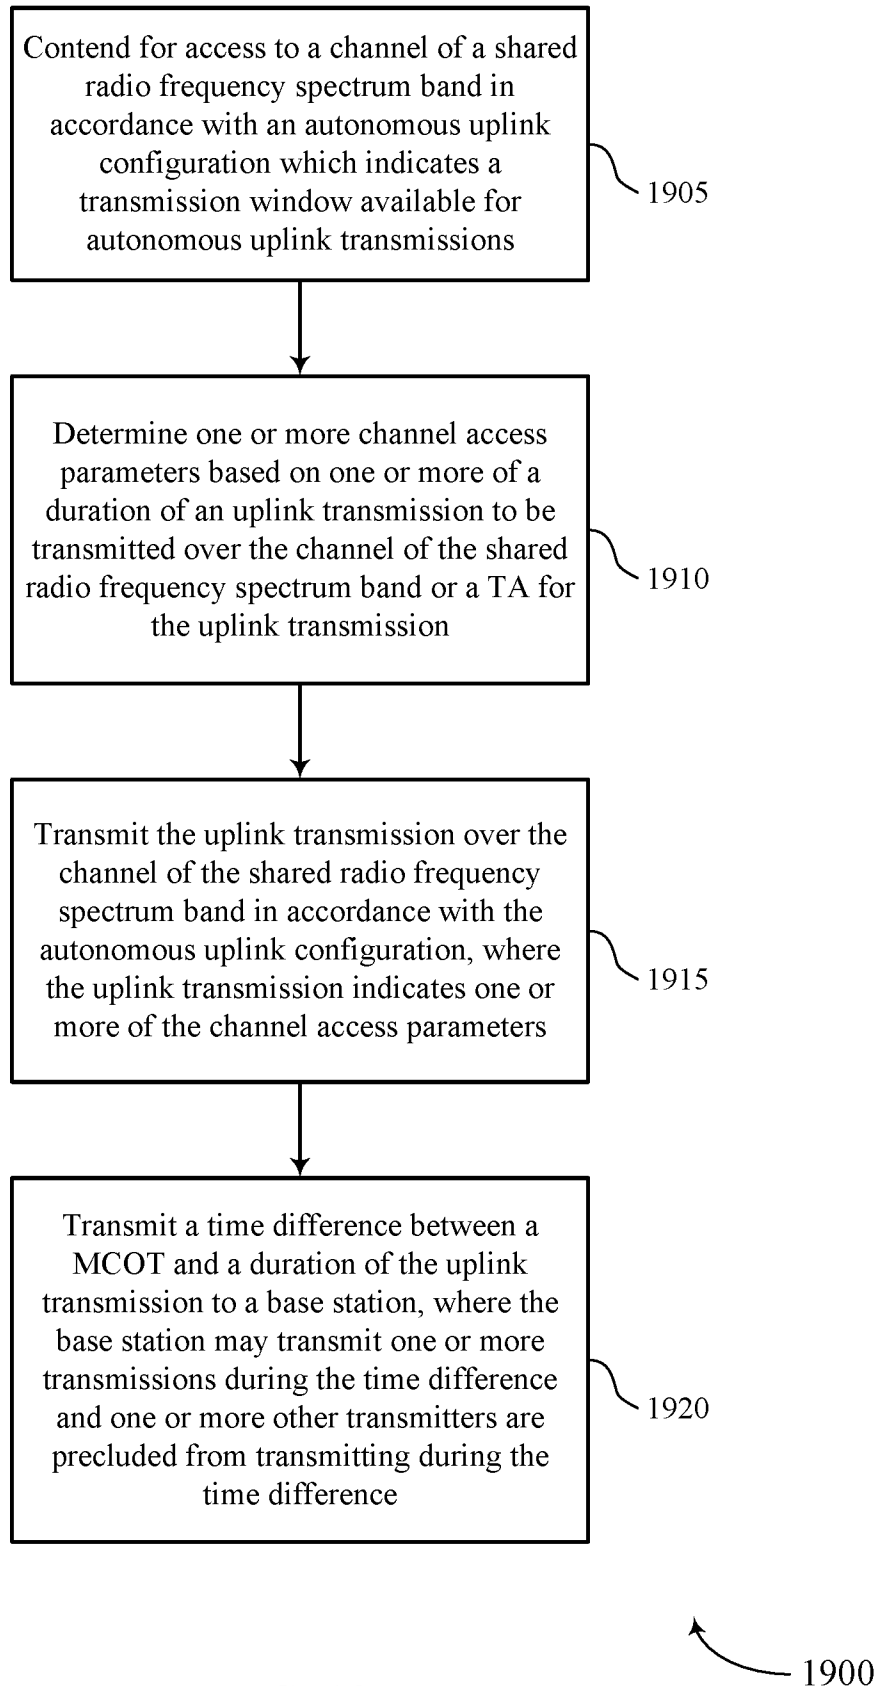 Contend for access to a channel of a shared
radio frequency spectrum band in
accordance with an autonomous uplink
configuration which indicates a
transmission window available for
autonomous uplink transmissions
1905
Determine one or more channel access
parameters based on one or more of a
duration of an uplink transmission to be
transmitted over the channel of the shared
radio frequency spectrum band or a TA for
the uplink transmission
1910
Transmit the uplink transmission over the
channel of the shared radio frequency
spectrum band in accordance with the
autonomous uplink configuration, where
the uplink transmission indicates one or
more of the channel access parameters
1915
Transmit a time difference between a
MCOT and a duration of the uplink
transmission to a base station, where the
base station may transmit one or more
transmissions during the time difference
and one or more other transmitters are
precluded from transmitting during the
time difference
1920
1900